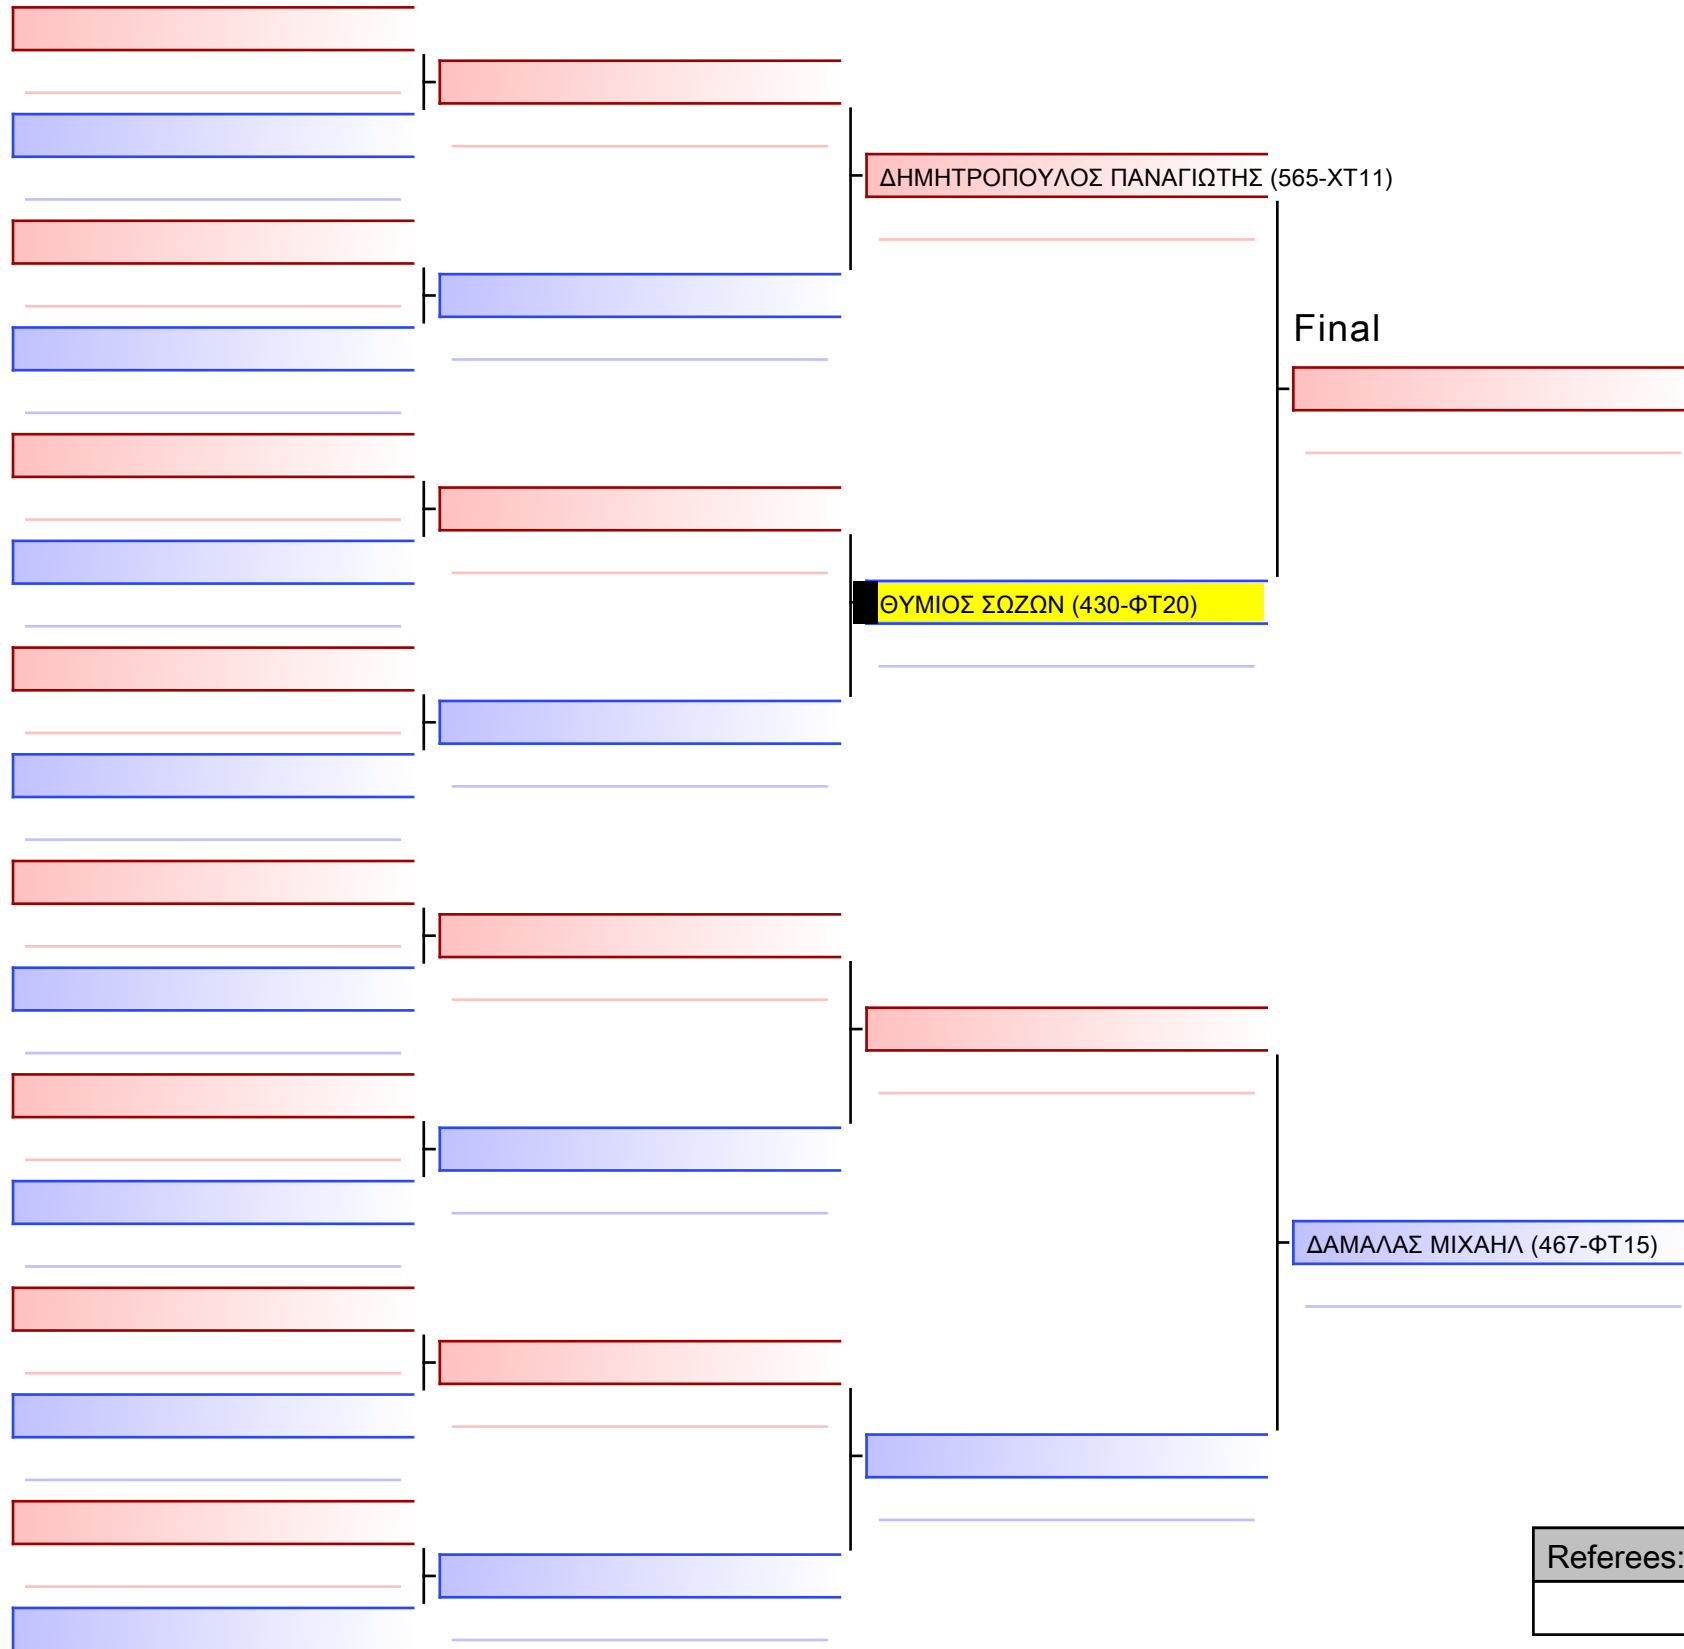 ΔΗΜΗΤΡΟΠΟΥΛΟΣ ΠΑΝΑΓΙΩΤΗΣ (565-ΧΤ11)
Final
ΘΥΜΙΟΣ ΣΩΖΩΝ (430-ΦΤ20)
ΔΑΜΑΛΑΣ ΜΙΧΑΗΛ (467-ΦΤ15)
Referees: